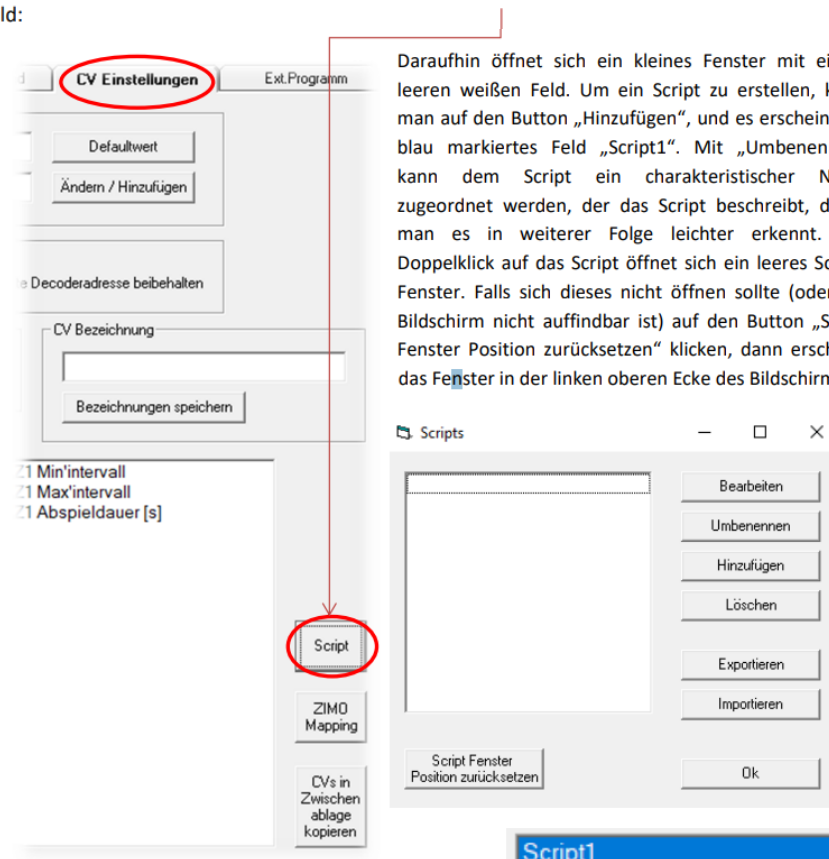 ld:
CV Einstellungen
Ext.Programm
Defaultwert
Ändern / Hinzufügen
e Decoderadresse beibehalten
CV Bezeichnung
Bezeichnungen speichern
Z1 Min'intervall
Z1 Max'intervall
Z1 Abspieldauer [s]
Script
ZIMO
Mapping
CVs in
Zwischen
ablage
kopieren
Daraufhin öffnet sich ein kleines Fenster mit ei
leeren weißen Feld. Um ein Script zu erstellen, k
man auf den Button „Hinzufügen“, und es erschein
blau markiertes Feld „Script1“. Mit „Umbenen
kann dem Script ein charakteristischer N
zugeordnet werden, der das Script beschreibt, d
man es in weiterer Folge leichter erkennt.
Doppelklick auf das Script öffnet sich ein leeres Sc
Fenster. Falls sich dieses nicht öffnen sollte (oder
Bildschirm nicht auffindbar ist) auf den Button „S
Fenster Position zurücksetzen“ klicken, dann ersch
das Fenster in der linken oberen Ecke des Bildschirm
Scripts
Bearbeiten
Umbenennen
Hinzufügen
Löschen
Exportieren
Importieren
Script Fenster
Position zurücksetzen
Ok
Script1